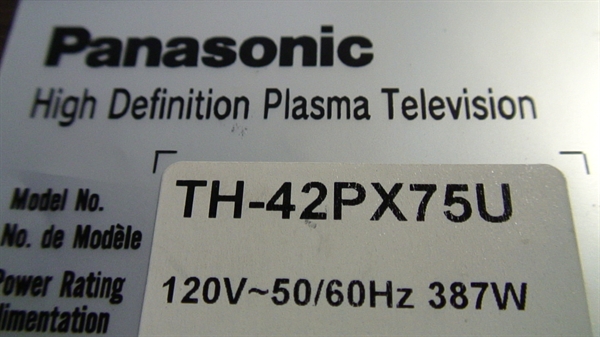 Panasonic
High Definition Plasma Television
Model No.
No. de Modèle
TH-42PX75U
Power Rating
120V~50/60Hz 387W
limentation